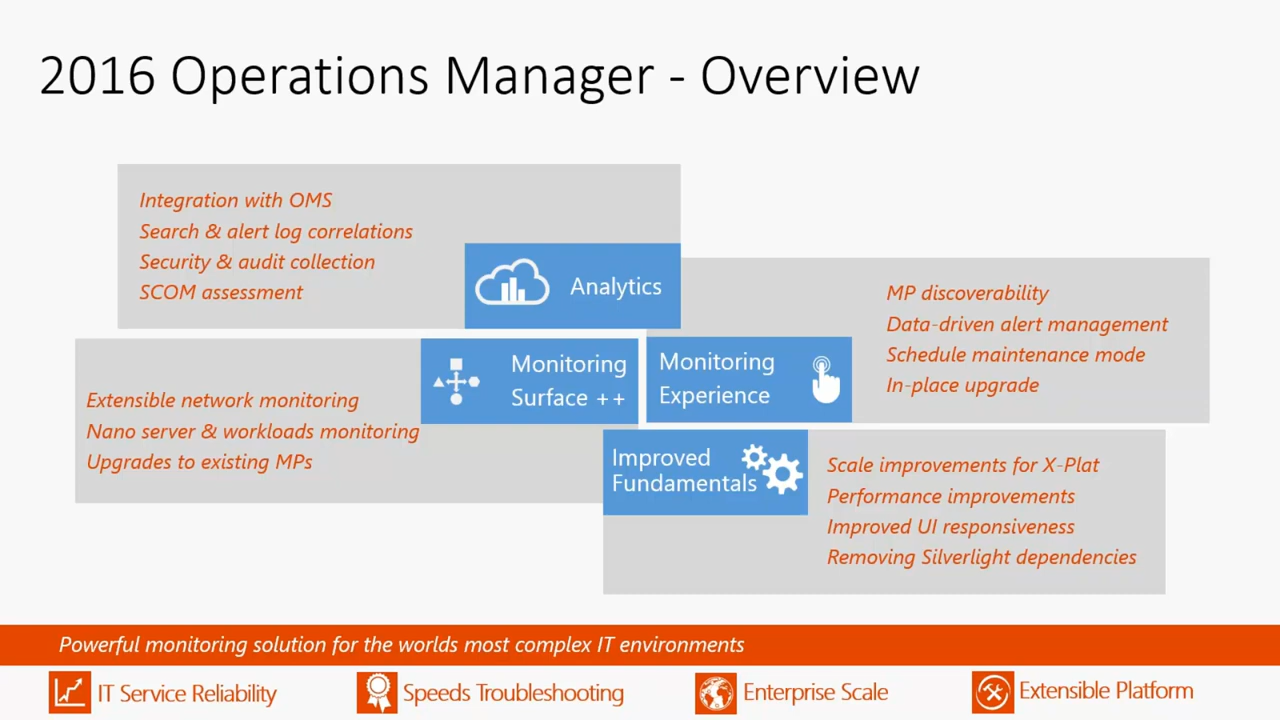 2016 Operations Manager - Overview
Integration with OMS
Search & alert log correlations
Security & audit collection
SCOM assessment
Analytics
MP discoverability
Data-driven alert management
Schedule maintenance mode
In-place upgrade
Monitoring
Surface ++
Monitoring
Experience
Extensible network monitoring
Nano server & workloads monitoring
Upgrades to existing MPs
Improved
Fundamentals
Scale improvements for X-Plat
Performance improvements
Improved UI responsiveness
Removing Silverlight dependencies
Powerful monitoring solution for the worlds most complex IT environments
IT Service Reliability
Speeds Troubleshooting
Enterprise Scale
Extensible Platform